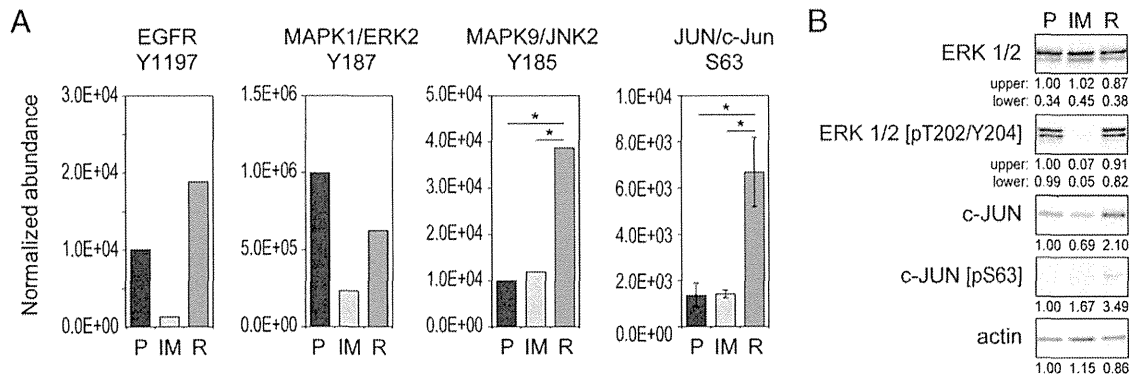 A
EGFR
Y1197
MAPK1/ERK2
Y187
MAPK9/JNK2
Y185
JUN/c-Jun
S63
Normalized abundance
3.0E+04
2.0E+04
1.0E+04
0.0E+00
P IM R
1.5E+06
1.0E+06
5.0E+05
0.0E+00
P IM R
5.0E+04
4.0E+04
3.0E+04
2.0E+04
1.0E+04
0.0E+00
*
*
P IM R
1.0E+04
8.0E+03
6.0E+03
4.0E+03
2.0E+03
0.0E+00
*
*
P IM R
B
P IM R
ERK 1/2
upper: 1.00 1.02 0.87
lower: 0.34 0.45 0.38
ERK 1/2 [pT202/Y204]
upper: 1.00 0.07 0.91
lower: 0.99 0.05 0.82
c-JUN
1.00 0.69 2.10
c-JUN [pS63]
1.00 1.67 3.49
actin
1.00 1.15 0.86